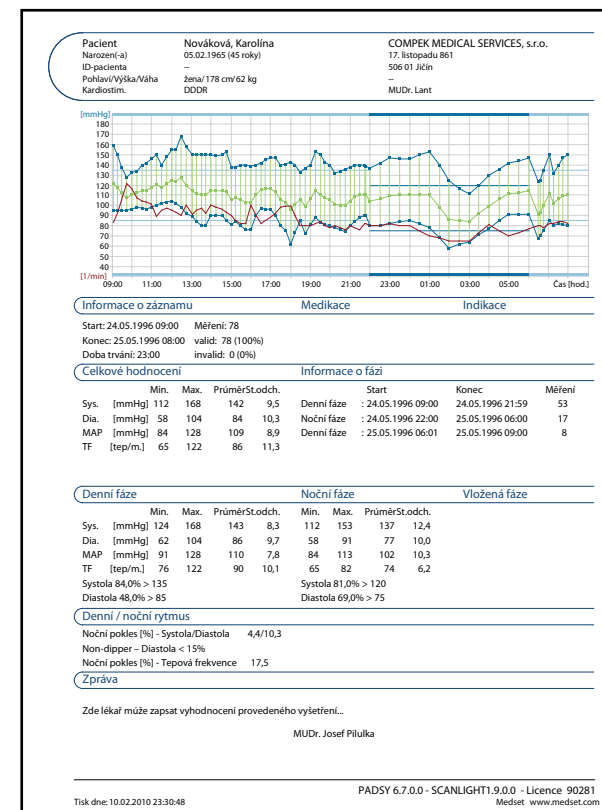 Pacient Nováková, Karolína COMPEK MEDICAL SERVICES, s.r.o.
Narozen(-a) 05.02.1965 (45 roky) 17. listopadu 861
ID-pacienta -- 506 01 Jičín
Pohlaví/Výška/Váha žena/178 cm/62 kg --
Kardiostim. DDDR MUDr. Lant
[mmHg]
180
170
160
150
140
130
120
110
100
90
80
70
60
50
40
[1/min]
09:00 11:00 13:00 15:00 17:00 19:00 21:00 23:00 01:00 03:00 05:00 Čas [hod.]
Informace o záznamu Medikace Indikace
Start: 24.05.1996 09:00 Měření: 78
Konec: 25.05.1996 08:00 valid: 78 (100%)
Doba trvání: 23:00 invalid: 0 (0%)
Celkové hodnocení Informace o fázi
Min. Max. PrúměrSt.odch. Start Konec Měření
Sys. [mmHg] 112 168 142 9,5 Denní fáze : 24.05.1996 09:00 24.05.1996 21:59 53
Dia. [mmHg] 58 104 84 10,3 Noční fáze : 24.05.1996 22:00 25.05.1996 06:00 17
MAP [mmHg] 84 128 109 8,9 Denní fáze : 25.05.1996 06:01 25.05.1996 09:00 8
TF [tep/m.] 65 122 86 11,3
Denní fáze Noční fáze Vložená fáze
Min. Max. PrúměrSt.odch. Min. Max. PrúměrSt.odch.
Sys. [mmHg] 124 168 143 8,3 112 153 137 12,4
Dia. [mmHg] 62 104 86 9,7 58 91 77 10,0
MAP [mmHg] 91 128 110 7,8 84 113 102 10,3
TF [tep/m.] 76 122 90 10,1 65 82 74 6,2
Systola 84,0% > 135 Systola 81,0% > 120
Diastola 48,0% > 85 Diastola 69,0% > 75
Denní / noční rytmus
Noční pokles [%] - Systola/Diastola 4,4/10,3
Non-dipper – Diastola < 15%
Noční pokles [%] - Tepová frekvence 17,5
Zpráva
Zde lékař múže zapsat vyhodnocení provedeného vyšetření...
MUDr. Josef Pilulka
PADSY 6.7.0.0 - SCANLIGHT1.9.0.0 - Licence 90281
Tisk dne: 10.02.2010 23:30:48 Medset www.medset.com